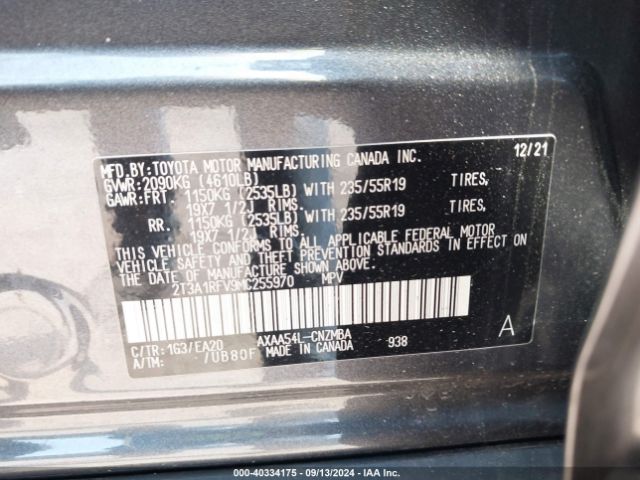 MFD.BY:TOYOTA MOTOR MANUFACTURING CANADA INC. 12/21
GVWR:2090KG (4610LB)
GAWR:FRT. 1150KG (2535LB) WITH 235/55R19 TIRES,
19X7 1/2J RIMS.
RR. 1150KG (2535LB) WITH 235/55R19 TIRES,
19X7 1/2J RIMS.
THIS VEHICLE CONFORMS TO ALL APPLICABLE FEDERAL MOTOR
VEHICLE SAFETY AND THEFT PREVENTION STANDARDS IN EFFECT ON
THE DATE OF MANUFACTURE SHOWN ABOVE.
2T3A1RFV9MC255970 MPV
C/TR:1G3/EA20 AXAA54L-CNZMBA A
A/TM: /UB80F MADE IN CANADA 938
000-40334175 - 09/13/2024 - IAA Inc.